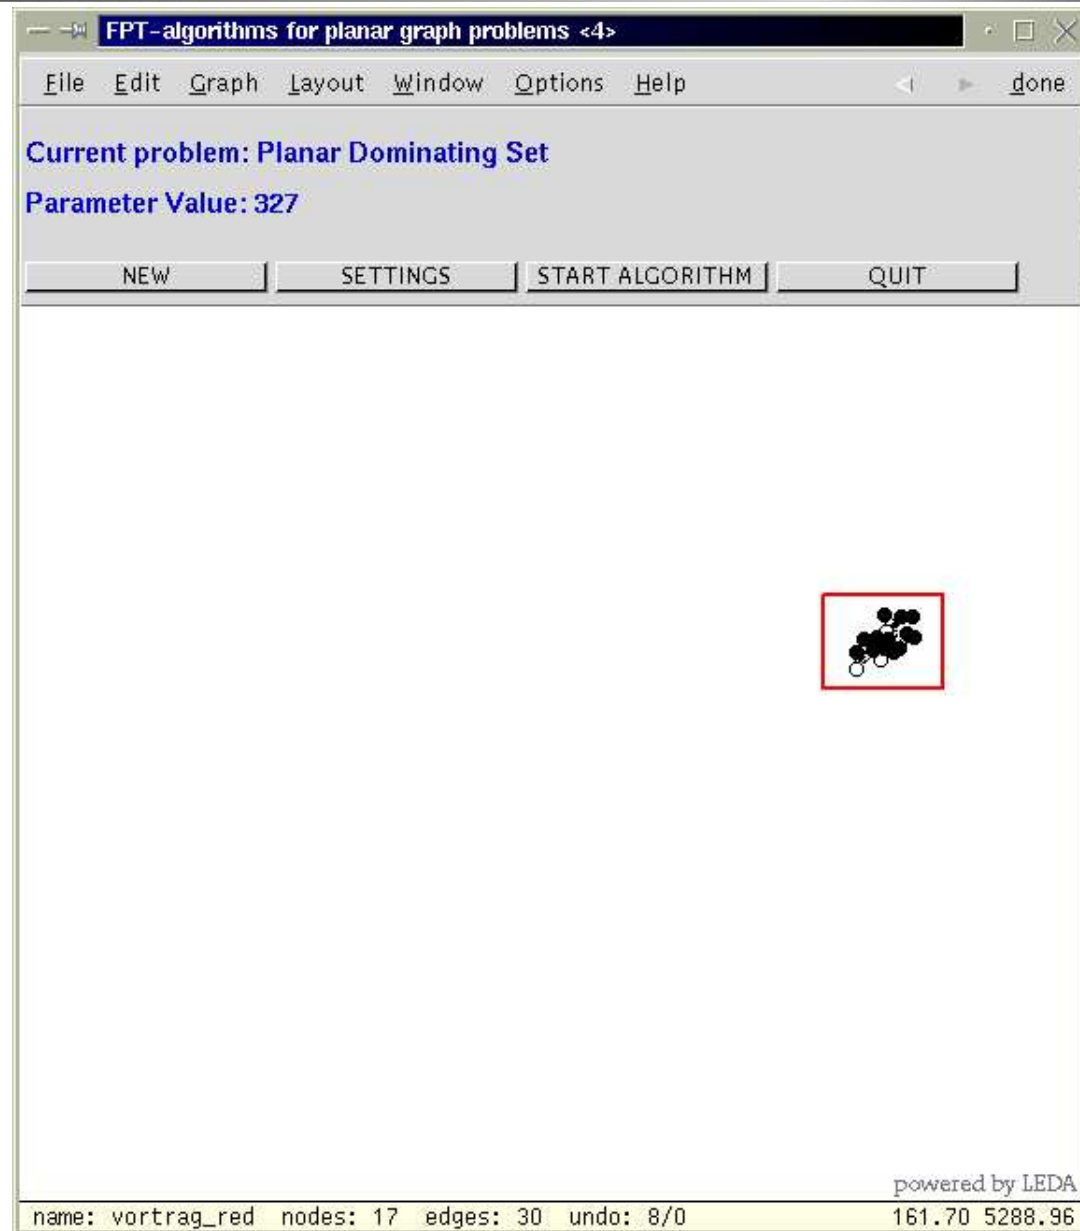 FPT-algorithms for planar graph problems <4>
File Edit Graph Layout Window Options Help done
Current problem: Planar Dominating Set
Parameter Value: 327
NEW SETTINGS START ALGORITHM QUIT
powered by LEDA
name: vortrag_red nodes: 17 edges: 30 undo: 8/0 161.70 5288.96